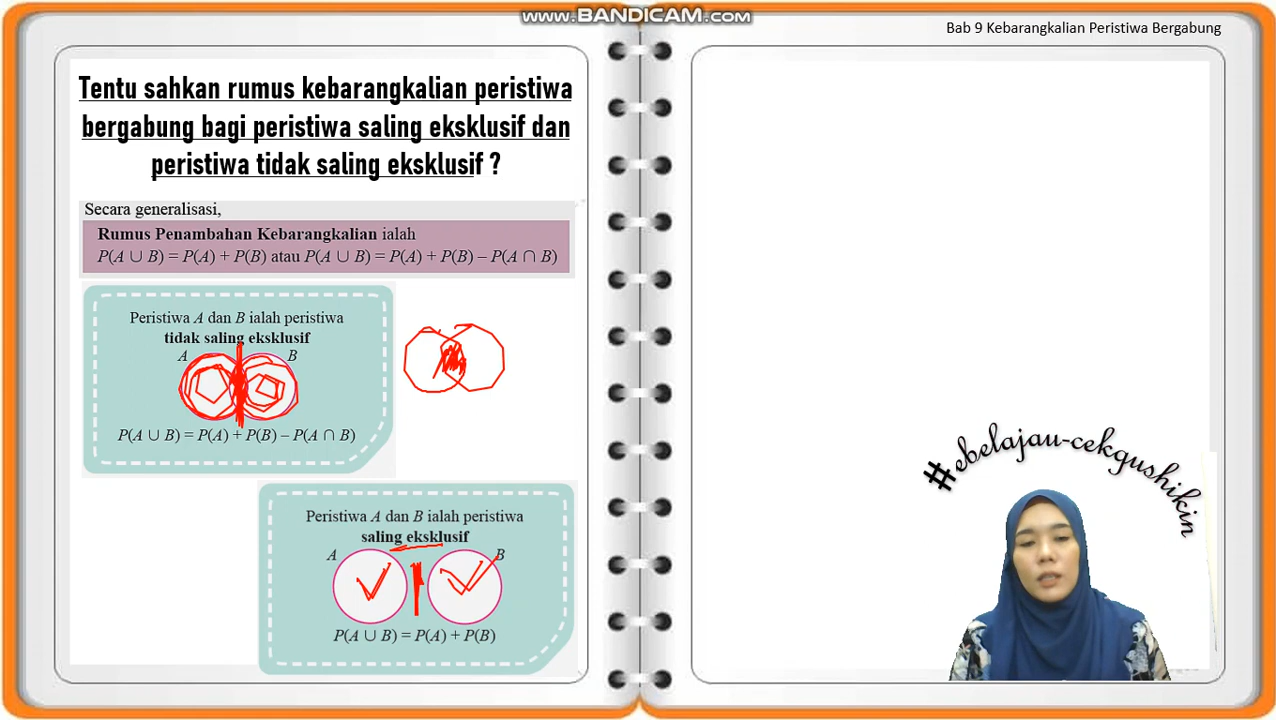 www.BANDICAM.com
Bab 9 Kebarangkalian Peristiwa Bergabung
Tentu sahkan rumus kebarangkalian peristiwa
bergabung bagi peristiwa saling eksklusif dan
peristiwa tidak saling eksklusif ?
Secara generalisasi,
Rumus Penambahan Kebarangkalian ialah
P(A ∪ B) = P(A) + P(B) atau P(A ∪ B) = P(A) + P(B) – P(A ∩ B)
Peristiwa A dan B ialah peristiwa
tidak saling eksklusif
A B
P(A ∪ B) = P(A) + P(B) – P(A ∩ B)
Peristiwa A dan B ialah peristiwa
saling eksklusif
A B
P(A ∪ B) = P(A) + P(B)
#ebelajau-cekgushikin